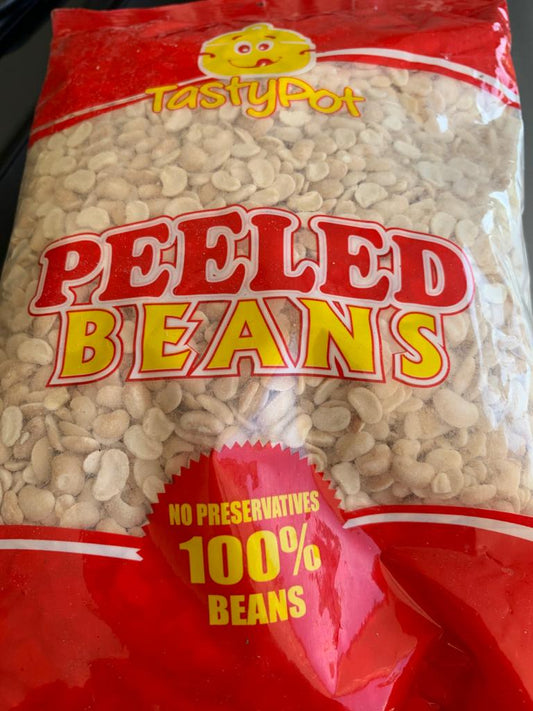 TastyPot
PEELED
BEANS
NO PRESERVATIVES
100%
BEANS